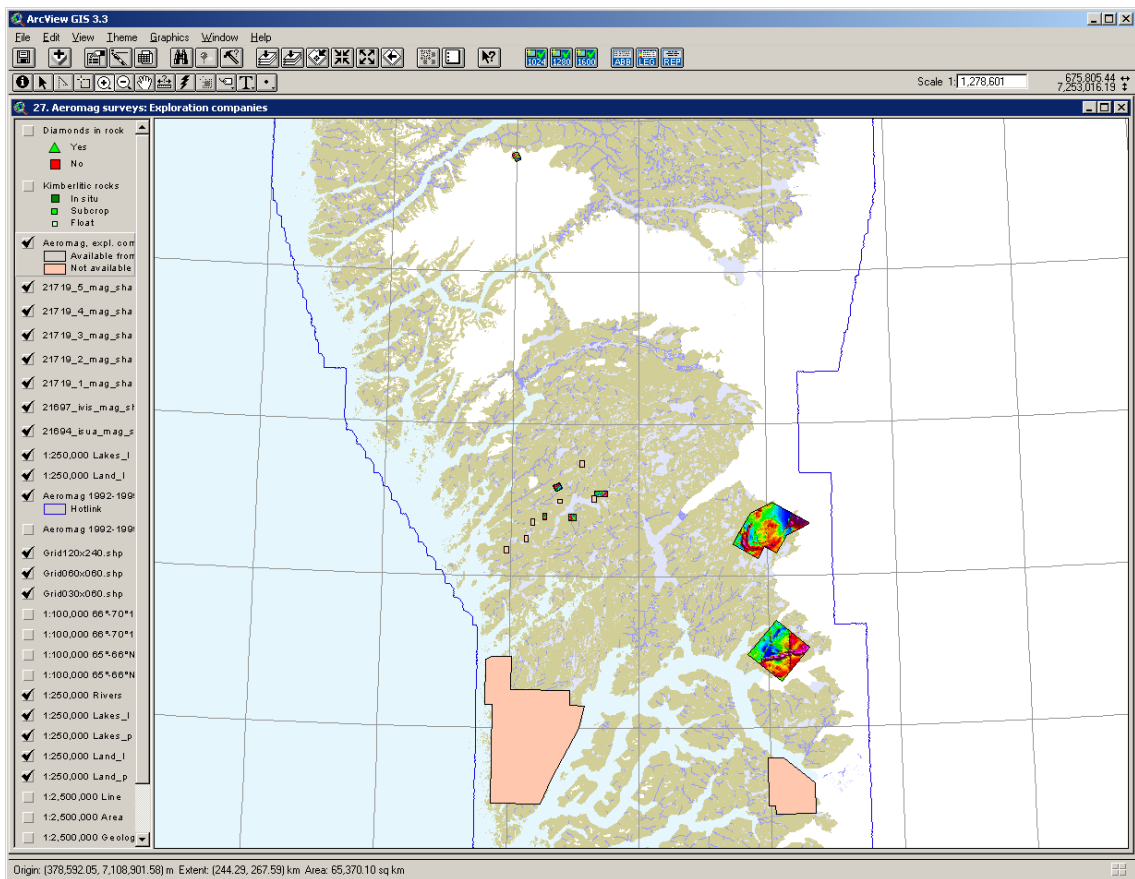 ArcView GIS 3.3
File Edit View Theme Graphics Window Help
1024 1280 1600 ABB LEG REP
Scale 1: 1,278,601
675,805.44
7,253,016.19
27. Aeromag surveys: Exploration companies
Diamonds in rock
Yes
No
Kimberlitic rocks
In situ
Subcrop
Float
Aeromag, expl. com
Available from
Not available
21719_5_mag_sha
21719_4_mag_sha
21719_3_mag_sha
21719_2_mag_sha
21719_1_mag_sha
21697_ivis_mag_sh
21694_isua_mag_s
1:250,000 Lakes_l
1:250,000 Land_l
Aeromag 1992-199
Hotlink
Aeromag 1992-199
Grid120x240.shp
Grid060x060.shp
Grid030x060.shp
1:100,000 66°-70°1
1:100,000 66°-70°1
1:100,000 65°-66°N
1:100,000 65°-66°N
1:250,000 Rivers
1:250,000 Lakes_l
1:250,000 Lakes_p
1:250,000 Land_l
1:250,000 Land_p
1:2,500,000 Line
1:2,500,000 Area
1:2,500,000 Geolog
Origin: (378,592.05, 7,108,901.58) m Extent: (244.29, 267.59) km Area: 65,370.10 sq km